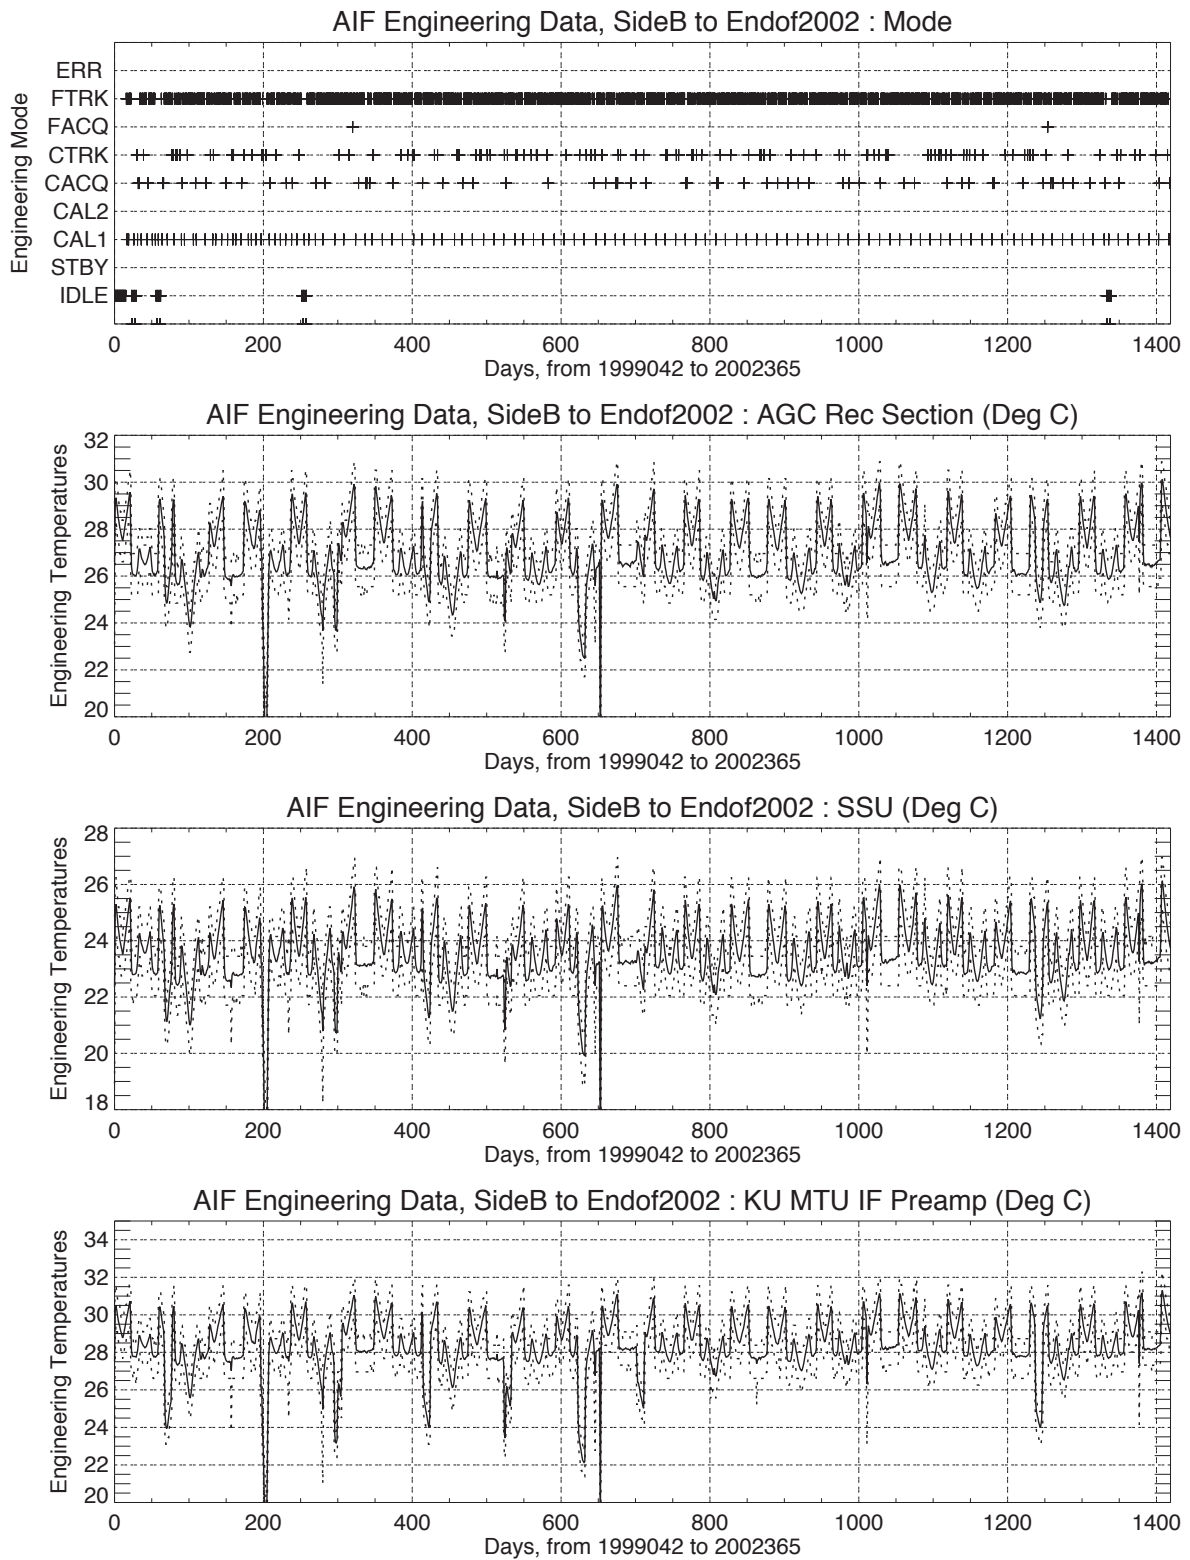 AIF Engineering Data, SideB to Endof2002 : Mode
Engineering Mode
ERR
FTRK
FACQ
CTRK
CACQ
CAL2
CAL1
STBY
IDLE
0 200 400 600 800 1000 1200 1400
Days, from 1999042 to 2002365
AIF Engineering Data, SideB to Endof2002 : AGC Rec Section (Deg C)
Engineering Temperatures
32
30
28
26
24
22
20
0 200 400 600 800 1000 1200 1400
Days, from 1999042 to 2002365
AIF Engineering Data, SideB to Endof2002 : SSU (Deg C)
Engineering Temperatures
28
26
24
22
20
18
0 200 400 600 800 1000 1200 1400
Days, from 1999042 to 2002365
AIF Engineering Data, SideB to Endof2002 : KU MTU IF Preamp (Deg C)
Engineering Temperatures
34
32
30
28
26
24
22
20
0 200 400 600 800 1000 1200 1400
Days, from 1999042 to 2002365